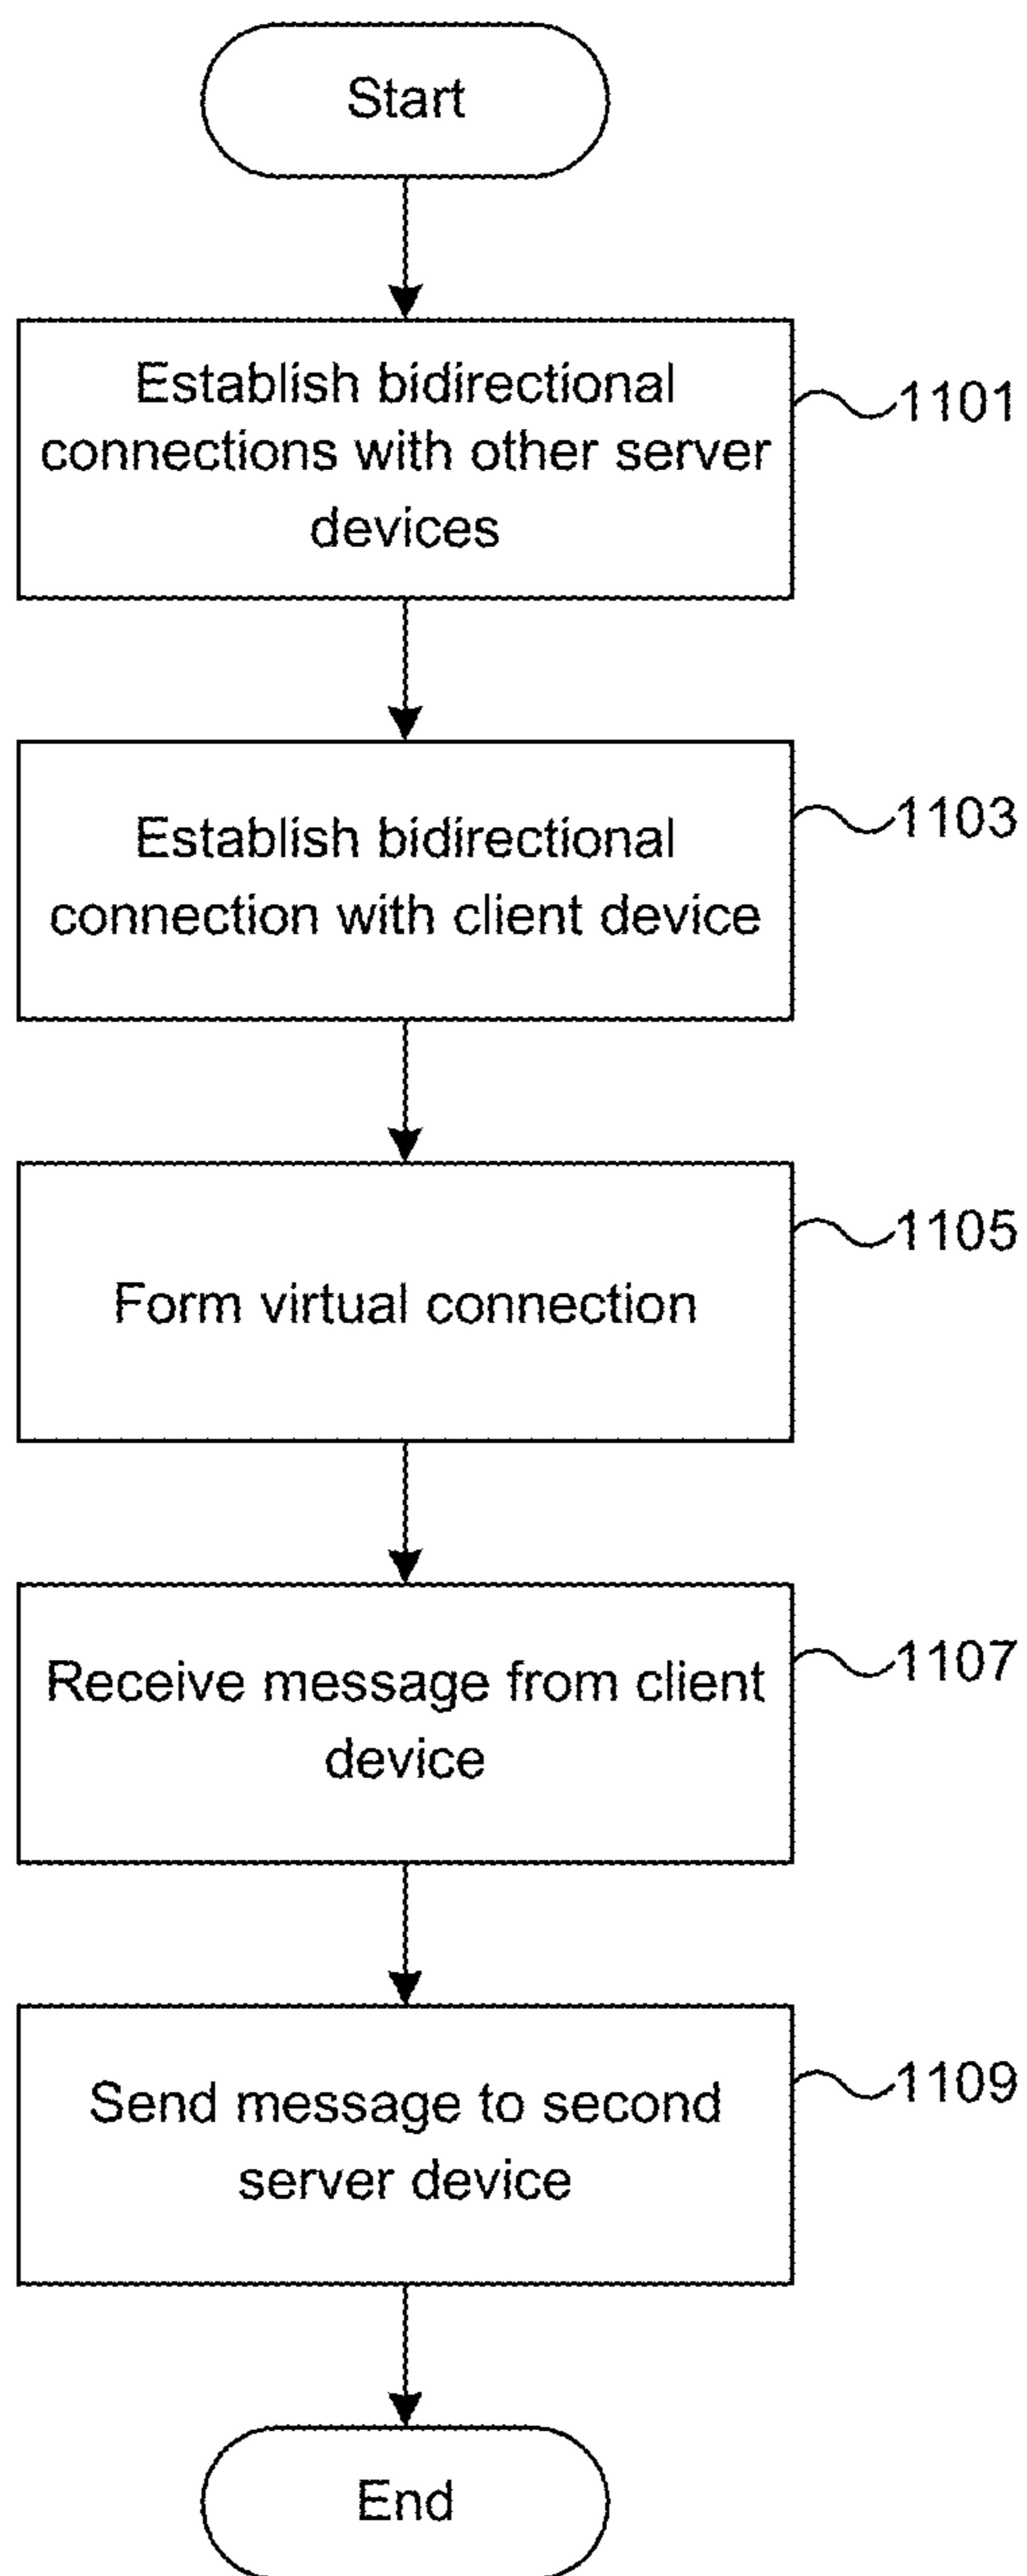 Start
Establish bidirectional
connections with other server
devices
1101
Establish bidirectional
connection with client device
1103
Form virtual connection
1105
Receive message from client
device
1107
Send message to second
server device
1109
End